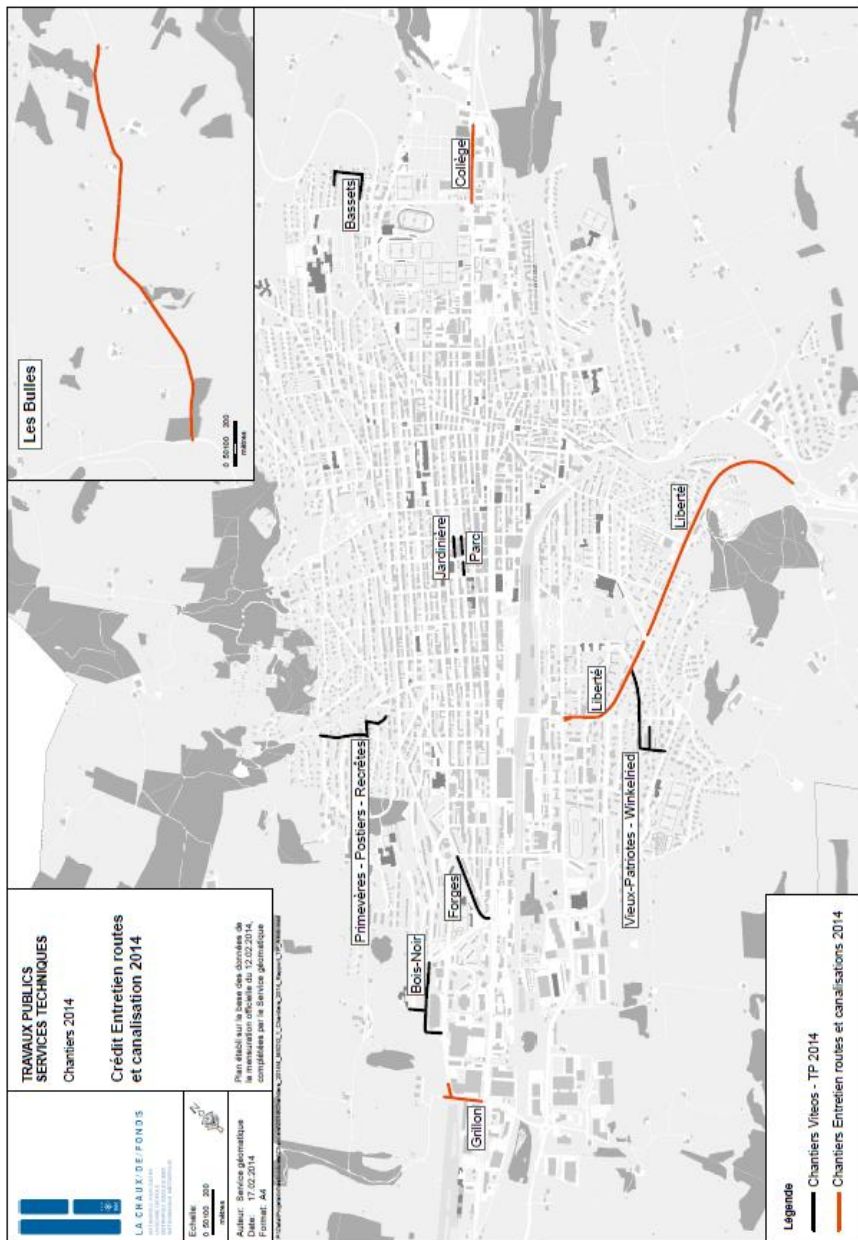 TRAVAUX PUBLICS
SERVICES TECHNIQUES
Chantiers 2014
Crédit Entretien routes
et canalisation 2014
LA CHAUX/DE/FONDS
Echelle:
0 50100 200
mètres
Auteur: Service géomatique
Date: 17.02.2014
Format: A4
Plan établi sur la base des données de
la mensuration officielle du 12.02.2014,
complétées par le Service géomatique
Les Bulles
0 50100 200
mètres
Bassets
Collège
Jardinière
Parc
Primevères - Postiers - Recrêtes
Liberté
Liberté
Forges
Vieux-Patriotes - Winkelried
Bois-Noir
Grillon
Légende
Chantiers Viteos - TP 2014
Chantiers Entretien routes et canalisations 2014